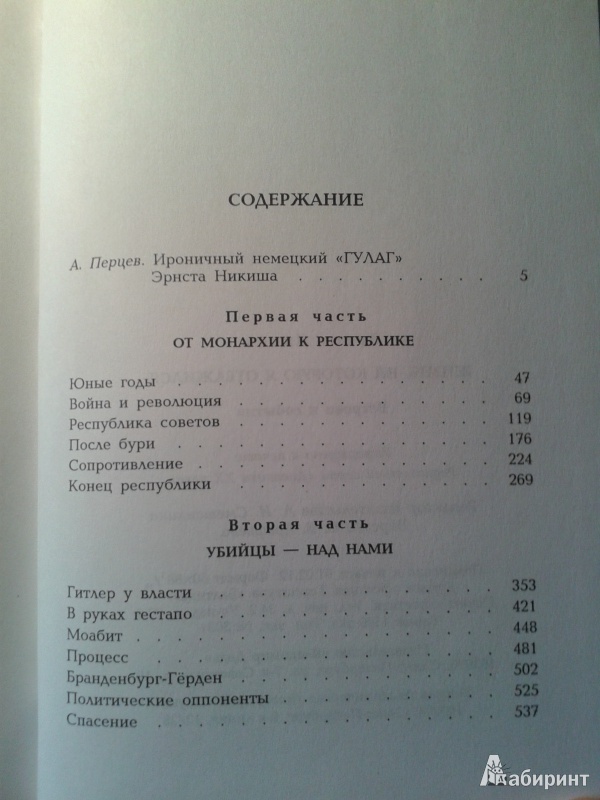 СОДЕРЖАНИЕ
А. Перцев. Ироничный немецкий «ГУЛАГ»
Эрнста Никиша . . . . . . . . . . 5
Первая часть
ОТ МОНАРХИИ К РЕСПУБЛИКЕ
Юные годы . . . . . . . . . . . . . 47
Война и революция . . . . . . . . . . 69
Республика советов . . . . . . . . . . 119
После бури . . . . . . . . . . . . . 176
Сопротивление . . . . . . . . . . . 224
Конец республики . . . . . . . . . . 269
Вторая часть
УБИЙЦЫ — НАД НАМИ
Гитлер у власти . . . . . . . . . . . 353
В руках гестапо . . . . . . . . . . . 421
Моабит . . . . . . . . . . . . . . 448
Процесс . . . . . . . . . . . . . . 481
Бранденбург-Гёрден . . . . . . . . . . 502
Политические оппоненты . . . . . . . . 525
Спасение . . . . . . . . . . . . . 537
Лабиринт